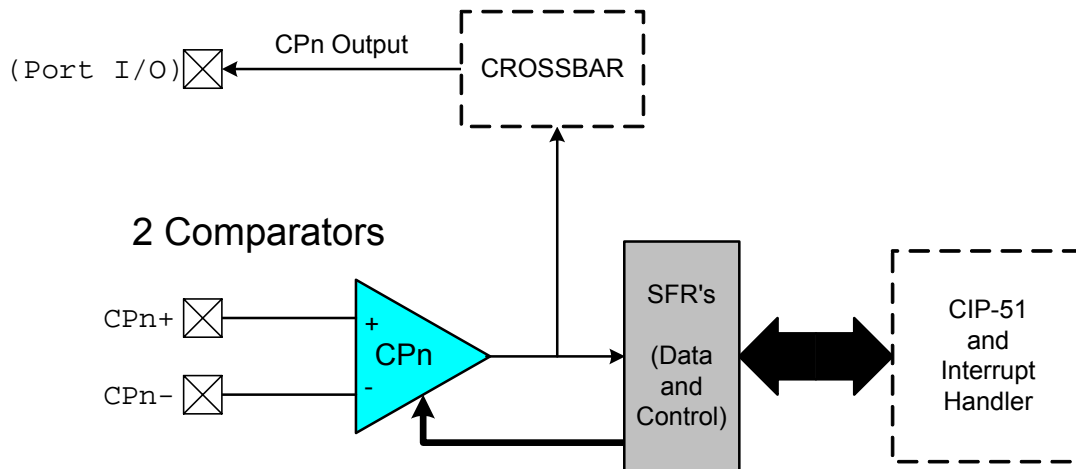 CPn Output
(Port I/O)
CROSSBAR
2 Comparators
CPn+
+
CPn
CPn-
-
SFR's
(Data
and
Control)
CIP-51
and
Interrupt
Handler